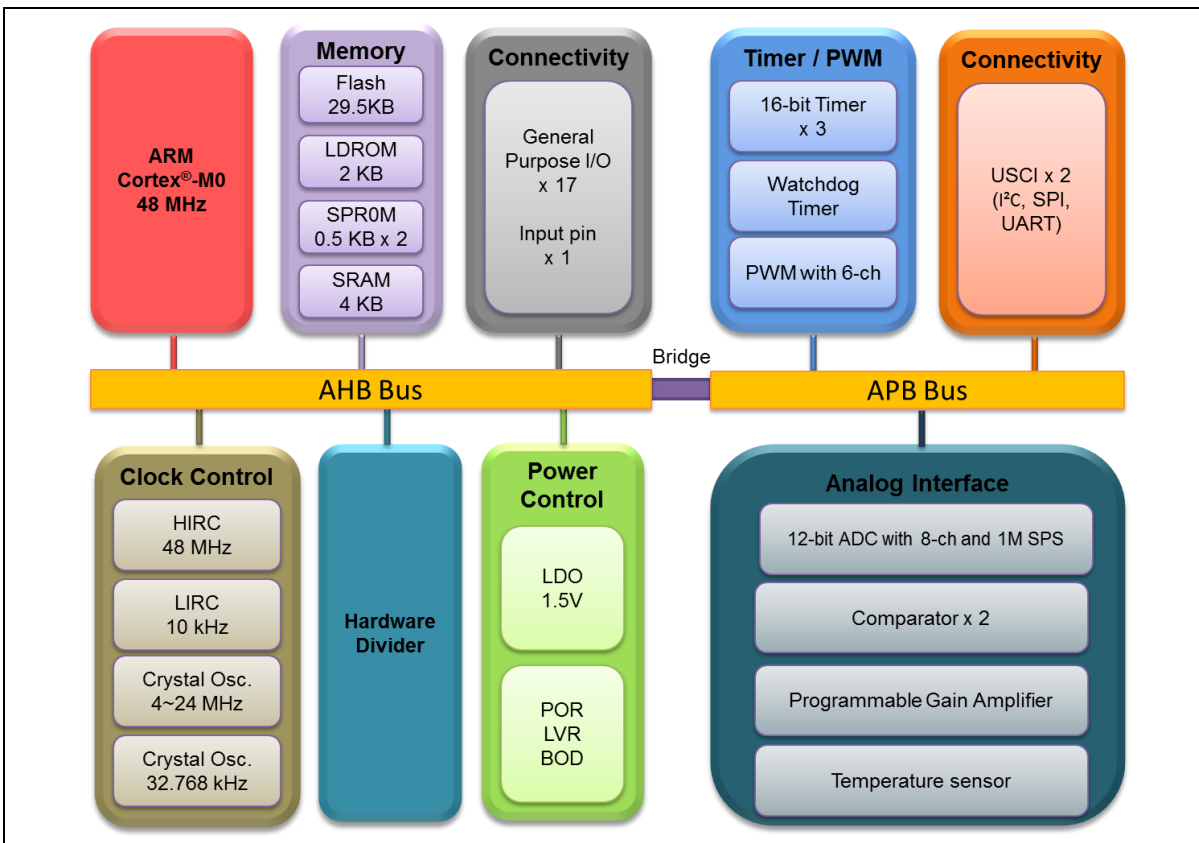 ARM
Cortex®-M0
48 MHz
Memory
Flash
29.5KB
LDROM
2 KB
SPR0M
0.5 KB x 2
SRAM
4 KB
Connectivity
General
Purpose I/O
x 17
Input pin
x 1
Timer / PWM
16-bit Timer
x 3
Watchdog
Timer
PWM with 6-ch
Connectivity
USCI x 2
(I²C, SPI,
UART)
AHB Bus
Bridge
APB Bus
Clock Control
HIRC
48 MHz
LIRC
10 kHz
Crystal Osc.
4~24 MHz
Crystal Osc.
32.768 kHz
Hardware
Divider
Power
Control
LDO
1.5V
POR
LVR
BOD
Analog Interface
12-bit ADC with 8-ch and 1M SPS
Comparator x 2
Programmable Gain Amplifier
Temperature sensor